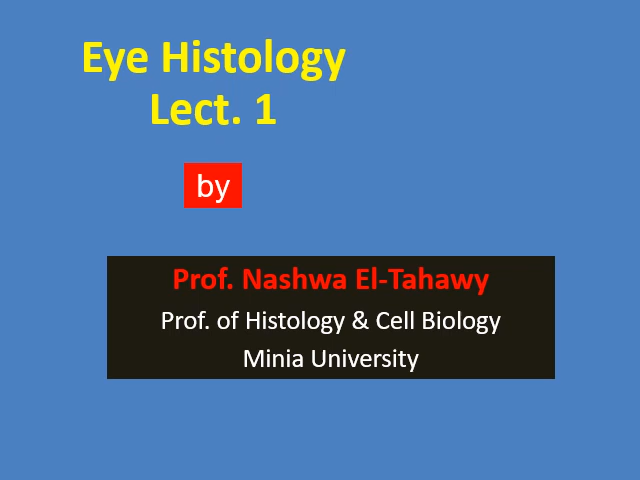 Eye Histology
Lect. 1
by
Prof. Nashwa El-Tahawy
Prof. of Histology & Cell Biology
Minia University